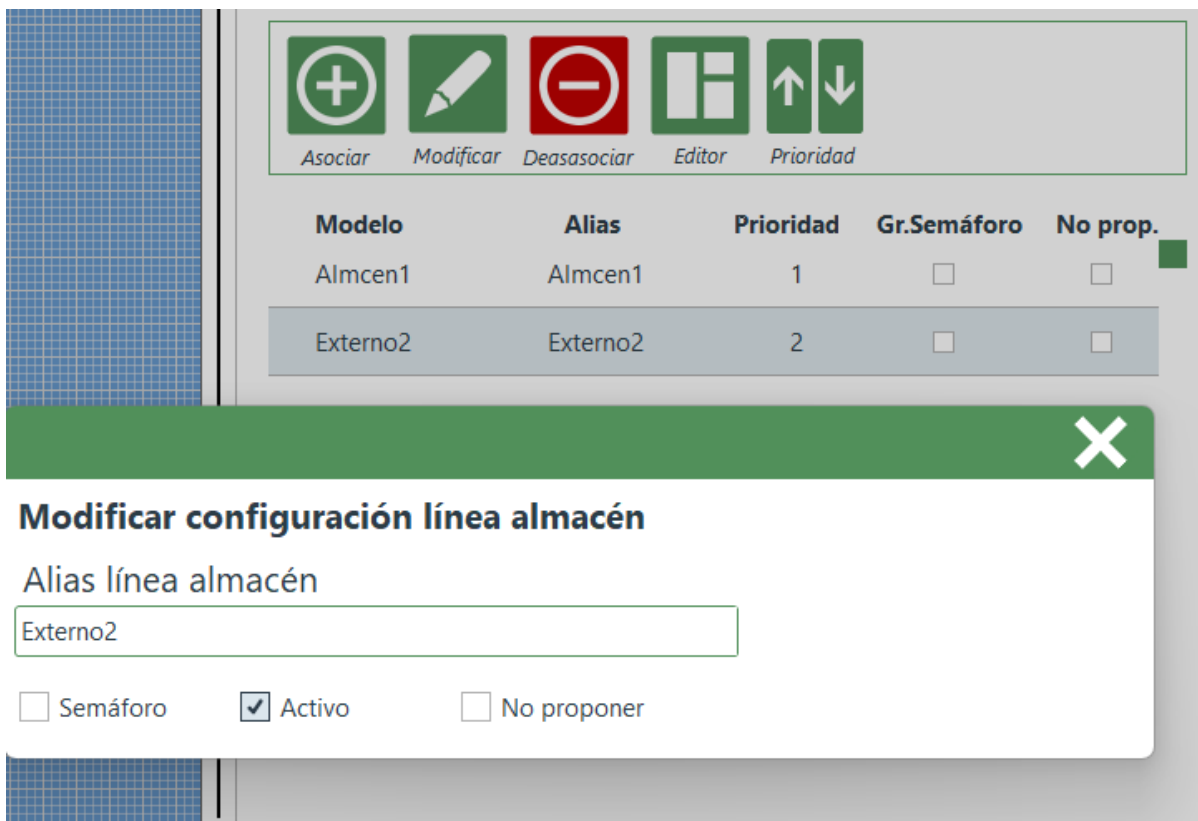 Asociar Modificar Deasasociar Editor Prioridad
Modelo Alias Prioridad Gr.Semáforo No prop.
Almcen1 Almcen1 1
Externo2 Externo2 2
Modificar configuración línea almacén
Alias línea almacén
Externo2
Semáforo Activo No proponer